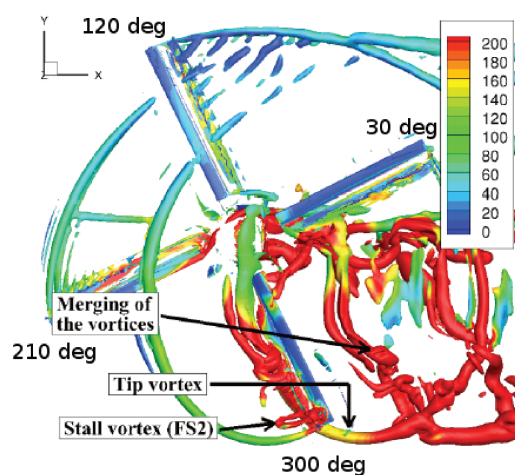 Y
Z
X
120 deg
200
180
160
140
120
100
80
60
40
20
0
30 deg
Merging of
the vortices
210 deg
Tip vortex
Stall vortex (FS2)
300 deg